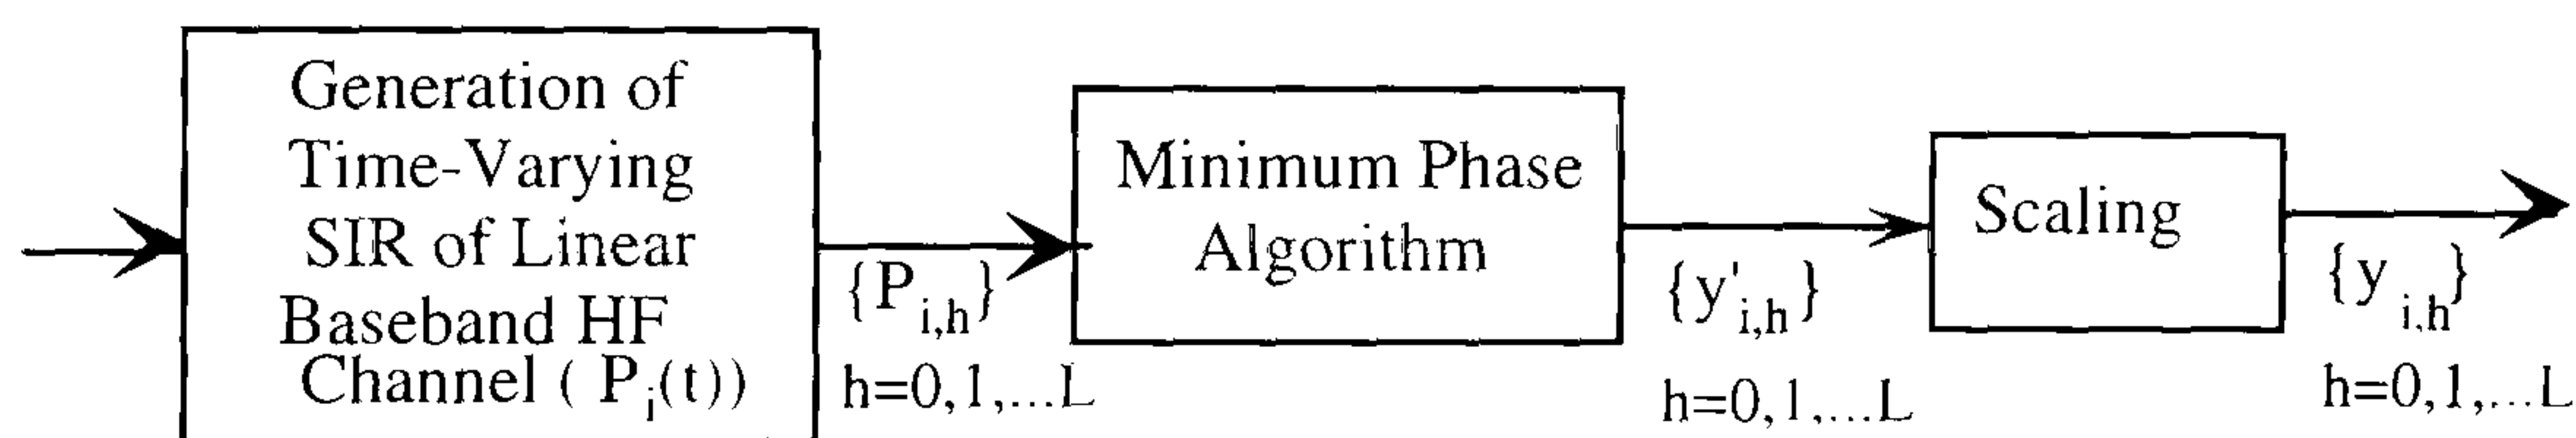 Generation of
Time-Varying
SIR of Linear
Baseband HF
Channel ( P_i(t))
{P_i,h}
h=0,1,...L
Minimum Phase
Algorithm
{y'_i,h}
h=0,1,...L
Scaling
{y_i,h}
h=0,1,...L